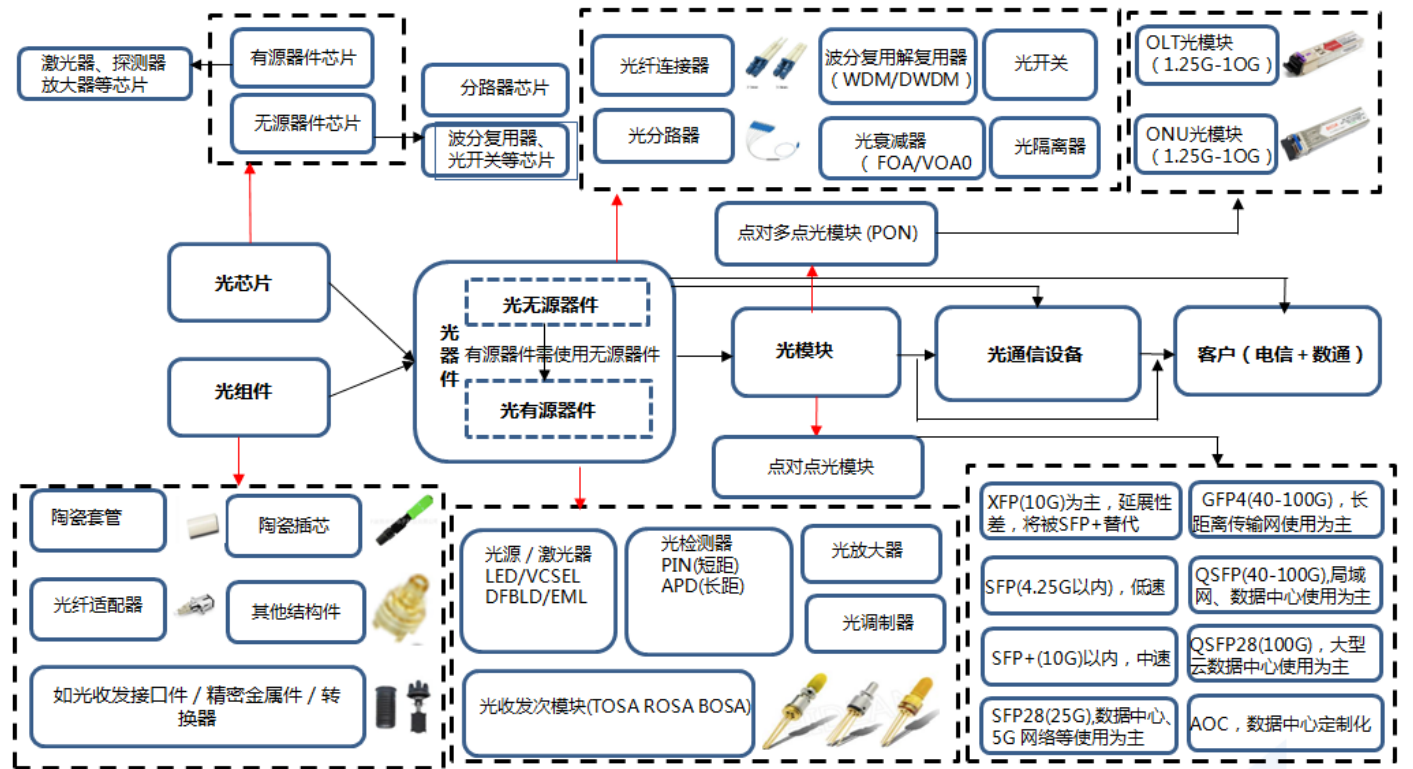 激光器、探测器
放大器等芯片
有源器件芯片
无源器件芯片
分路器芯片
波分复用器、
光开关等芯片
光纤连接器
波分复用解复用器
（WDM/DWDM）
光开关
光分路器
光衰减器
（ FOA/VOA0
光隔离器
OLT光模块
（1.25G-1OG）
ONU光模块
（1.25G-1OG）
点对多点光模块 (PON)
光芯片
光组件
光器件
光无源器件
有源器件需使用无源器件
光有源器件
光模块
光通信设备
客户（电信＋数通）
点对点光模块
陶瓷套管
陶瓷插芯
光纤适配器
其他结构件
如光收发接口件 / 精密金属件 / 转
换器
光源 / 激光器
LED/VCSEL
DFBLD/EML
光检测器
PIN(短距)
APD(长距)
光放大器
光调制器
光收发次模块(TOSA ROSA BOSA)
XFP(10G)为主，延展性
差，将被SFP+替代
GFP4(40-100G)，长
距离传输网使用为主
SFP(4.25G以内)，低速
QSFP(40-100G),局域
网、数据中心使用为主
SFP+(10G)以内，中速
QSFP28(100G)，大型
云数据中心使用为主
SFP28(25G),数据中心、
5G 网络等使用为主
AOC，数据中心定制化